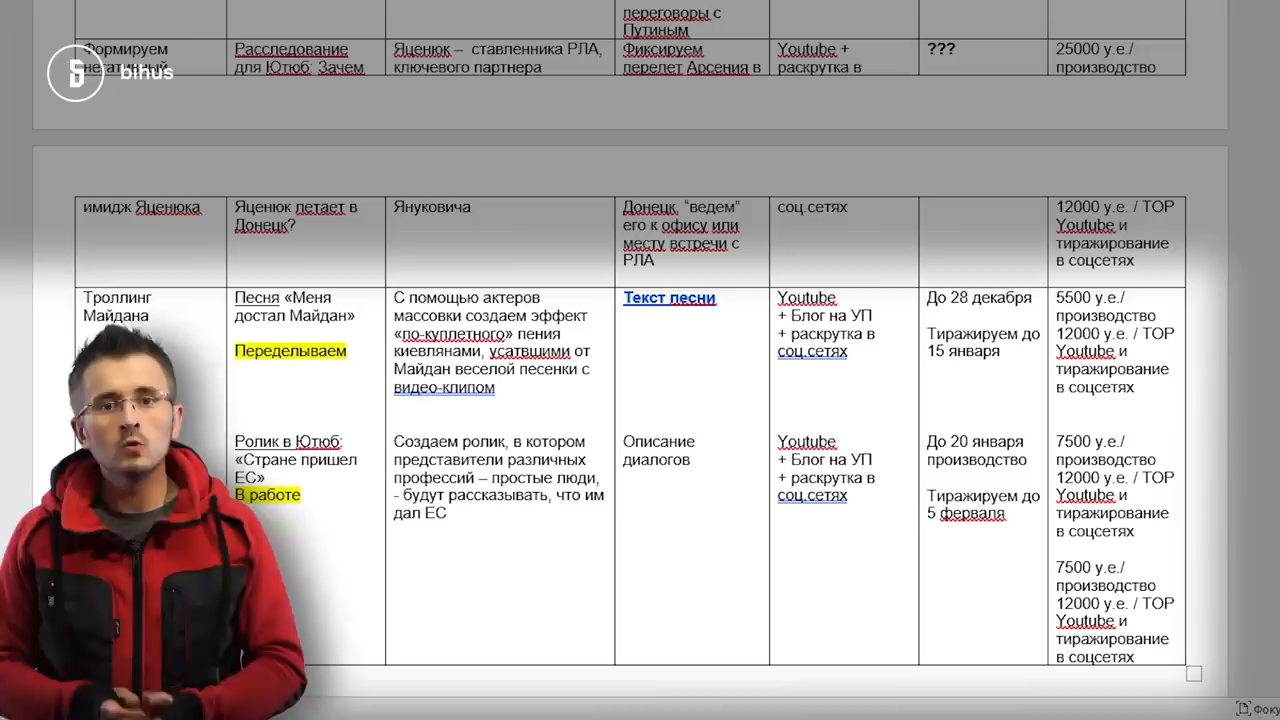 переговоры с
Путиным
Формируем
негативный
Расследование
для Ютюб: Зачем
Яценюк – ставленника РЛА,
ключевого партнера
Фиксируем
перелет Арсения в
Youtube +
раскрутка в
???
25000 у.е./
производство
bihus
имидж Яценюка
Яценюк летает в
Донецк?
Януковича
Донецк, "ведем"
его к офису или
месту встречи с
РЛА
соц.сетях
12000 у.е. / TOP
Youtube и
тиражирование
в соцсетях
Троллинг
Майдана
Песня «Меня
достал Майдан»
Переделываем
С помощью актеров
массовки создаем эффект
«по-куплетного» пения
киевлянами, усатвшими от
Майдан веселой песенки с
видео-клипом
Текст песни
Youtube
+ Блог на УП
+ раскрутка в
соц.сетях
До 28 декабря
Тиражируем до
15 января
5500 у.е./
производство
12000 у.е. / TOP
Youtube и
тиражирование
в соцсетях
Ролик в Ютюб:
«Стране пришел
ЕС»
В работе
Создаем ролик, в котором
представители различных
профессий – простые люди,
- будут рассказывать, что им
дал ЕС
Описание
диалогов
Youtube
+ Блог на УП
+ раскрутка в
соц.сетях
До 20 января
производство
Тиражируем до
5 ферваля
7500 у.е./
производство
12000 у.е. / TOP
Youtube и
тиражирование
в соцсетях
7500 у.е./
производство
12000 у.е. / TOP
Youtube и
тиражирование
в соцсетях
Фоку